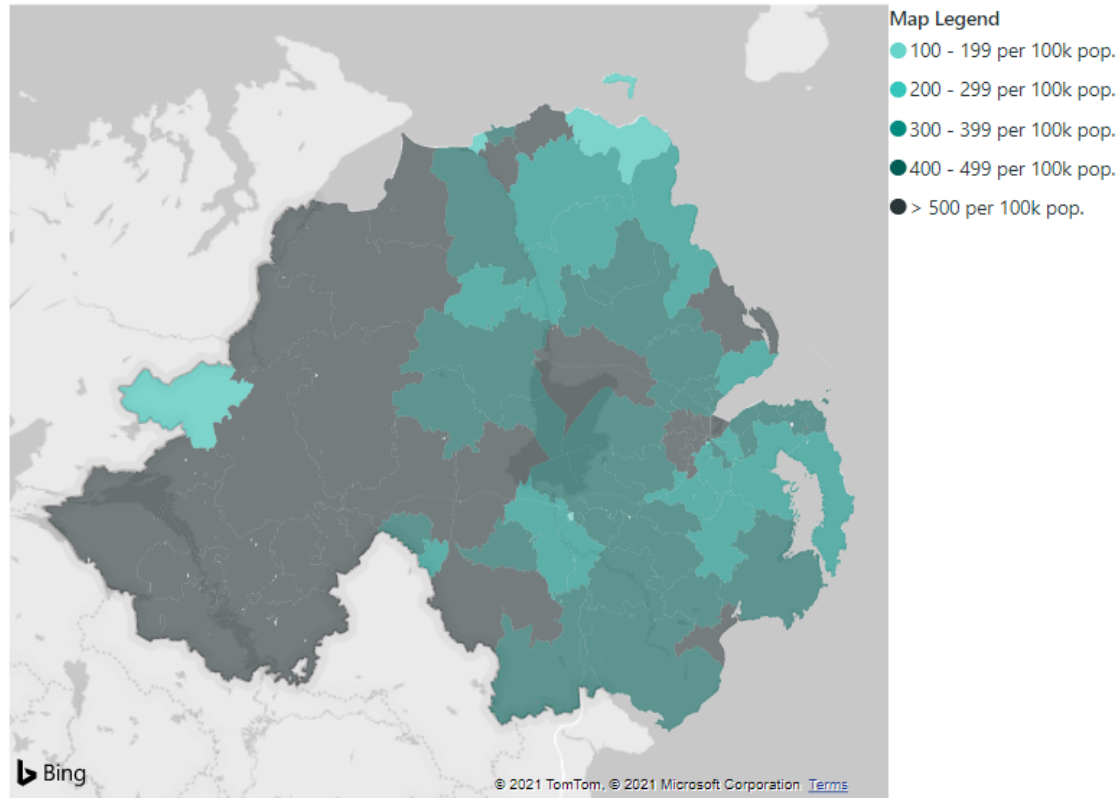 Map Legend
100 - 199 per 100k pop.
200 - 299 per 100k pop.
300 - 399 per 100k pop.
400 - 499 per 100k pop.
> 500 per 100k pop.
Bing
© 2021 TomTom, © 2021 Microsoft Corporation Terms